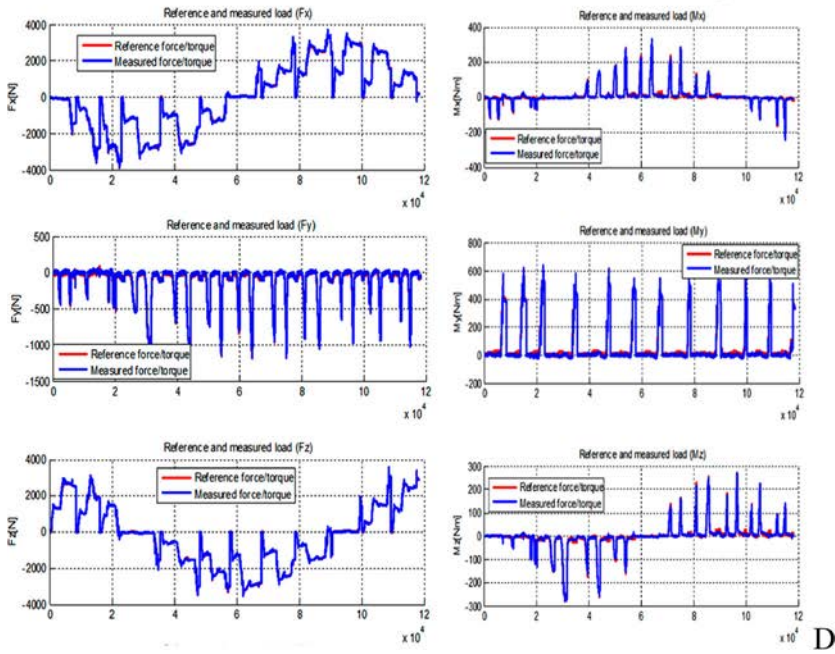 Reference and measured load (Fx)
Fx[N]
4000
2000
0
-2000
-4000
Reference force/torque
Measured force/torque
0 2 4 6 8 10 12
x 10^4
Reference and measured load (Mx)
Mx[Nm]
400
300
200
100
0
-100
-200
-300
Reference force/torque
Measured force/torque
0 2 4 6 8 10 12
x 10^4
Reference and measured load (Fy)
Fy[N]
500
0
-500
-1000
-1500
Reference force/torque
Measured force/torque
0 2 4 6 8 10 12
x 10^4
Reference and measured load (My)
My[Nm]
800
600
400
200
0
-200
Reference force/torque
Measured force/torque
0 2 4 6 8 10 12
x 10^4
Reference and measured load (Fz)
Fz[N]
4000
2000
0
-2000
-4000
Reference force/torque
Measured force/torque
0 2 4 6 8 10 12
x 10^4
Reference and measured load (Mz)
Mz[Nm]
300
200
100
0
-100
-200
-300
Reference force/torque
Measured force/torque
0 2 4 6 8 10 12
x 10^4
D